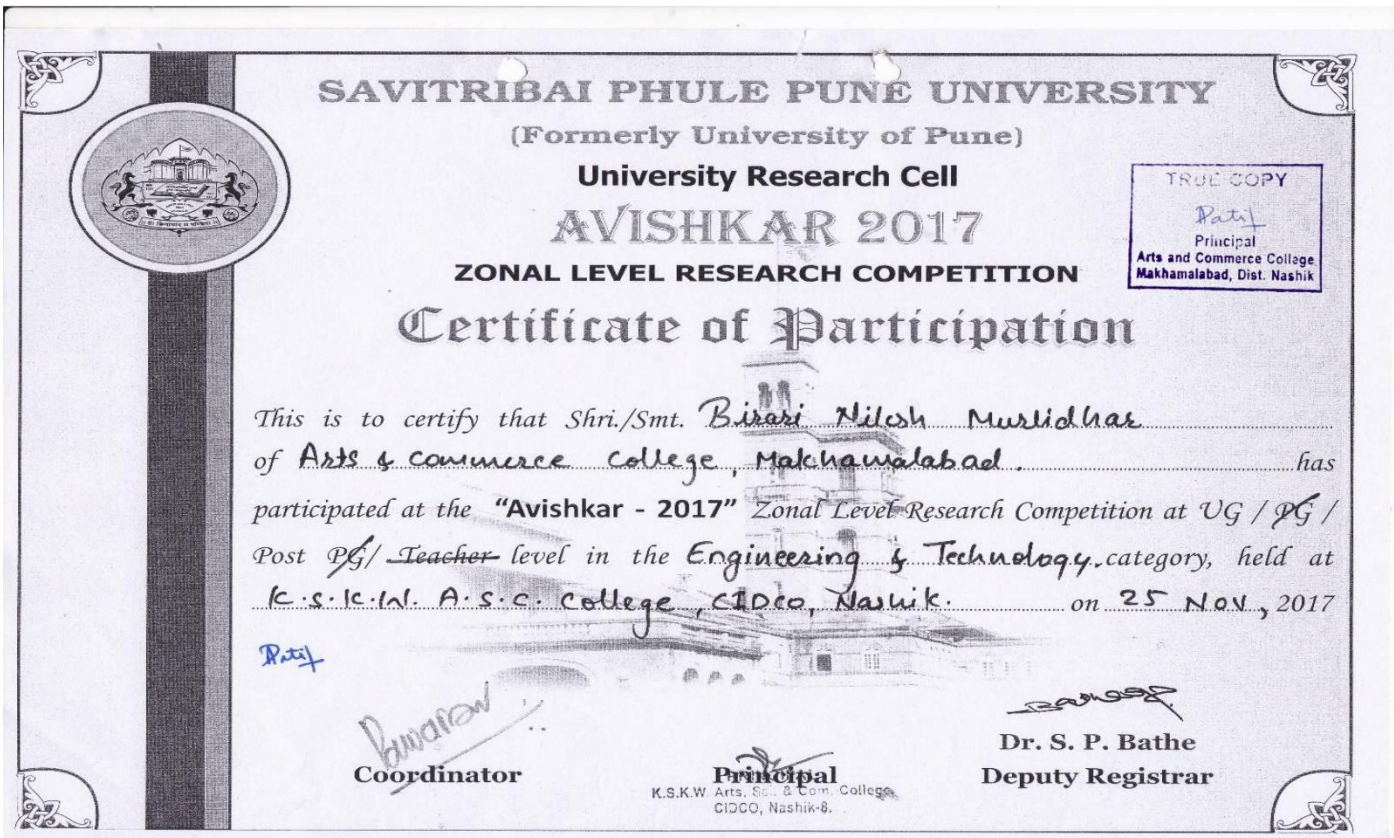 SAVITRIBAI PHULE PUNE UNIVERSITY
(Formerly University of Pune)
University Research Cell
AVISHKAR 2017
ZONAL LEVEL RESEARCH COMPETITION
Certificate of Participation
TRUE COPY
Patil
Principal
Arts and Commerce College
Makhamalabad, Dist. Nashik
This is to certify that Shri./Smt. Birari Nilesh Murlidhar
of Arts & Commerce College, Makhamalabad. has
participated at the "Avishkar - 2017" Zonal Level Research Competition at UG / PG /
Post PG/ Teacher level in the Engineering & Technology. category, held at
K.S.K.W. A.S.C. College, CIDCO, Nashik. on 25 Nov, 2017
Patil
Coordinator
Principal
K.S.K.W. Arts, Sci. & Com. College,
CIDCO, Nashik-8.
Dr. S. P. Bathe
Deputy Registrar